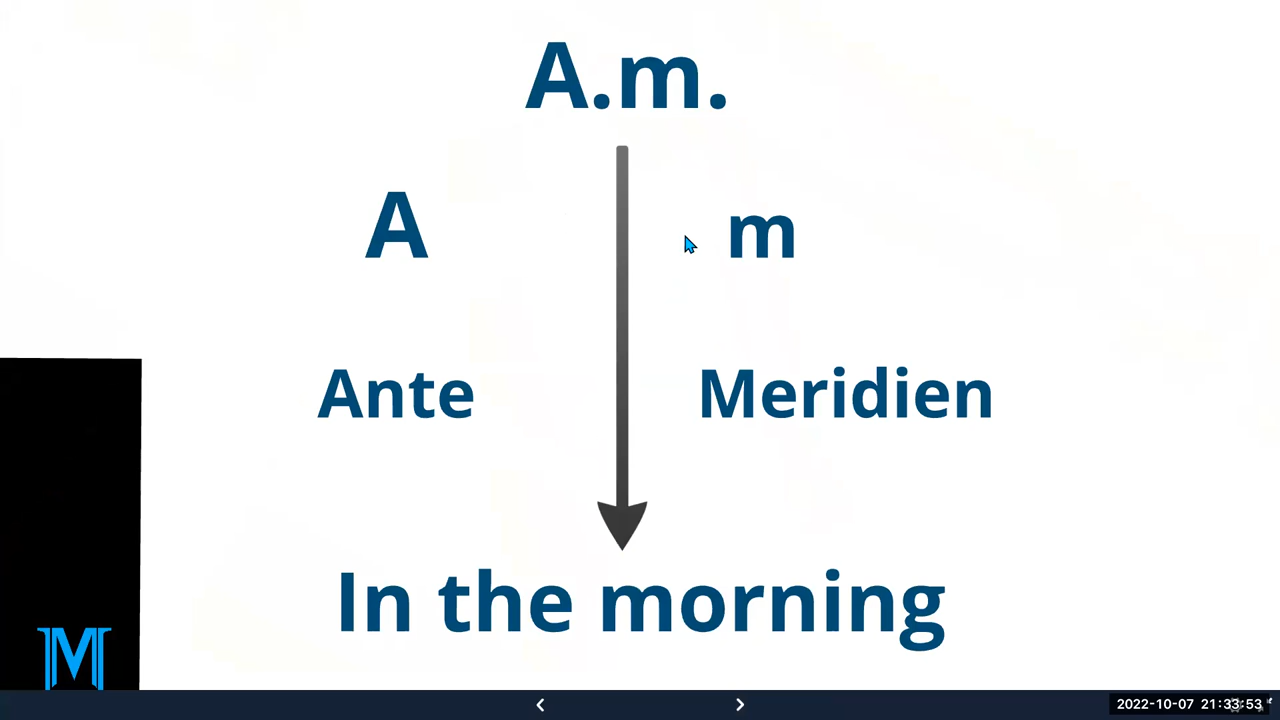 A.m.
A m
Ante Meridien
In the morning
M
2022-10-07 21:33:53